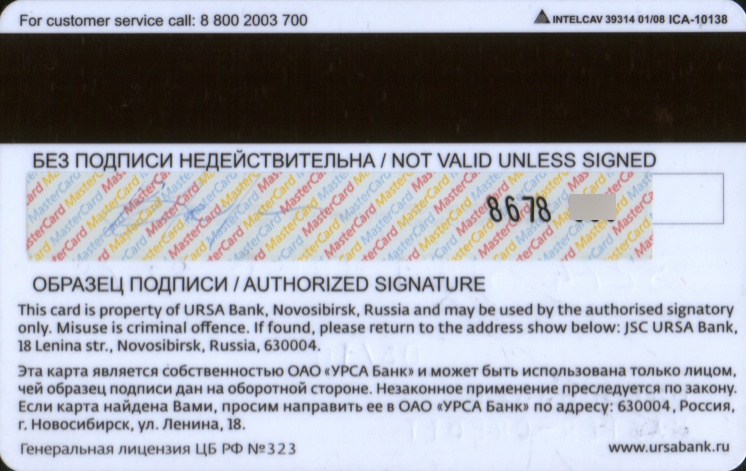 For customer service call: 8 800 2003 700
INTELCAV 39314 01/08 ICA-10138
БЕЗ ПОДПИСИ НЕДЕЙСТВИТЕЛЬНА / NOT VALID UNLESS SIGNED
MasterCard MasterCard MasterCard MasterCard MasterCard
8678
ОБРАЗЕЦ ПОДПИСИ / AUTHORIZED SIGNATURE
This card is property of URSA Bank, Novosibirsk, Russia and may be used by the authorised signatory
only. Misuse is criminal offence. If found, please return to the address show below: JSC URSA Bank,
18 Lenina str., Novosibirsk, Russia, 630004.
Эта карта является собственностью ОАО «УРСА Банк» и может быть использована только лицом,
чей образец подписи дан на оборотной стороне. Незаконное применение преследуется по закону.
Если карта найдена Вами, просим направить ее в ОАО «УРСА Банк» по адресу: 630004, Россия,
г. Новосибирск, ул. Ленина, 18.
Генеральная лицензия ЦБ РФ №323
www.ursabank.ru